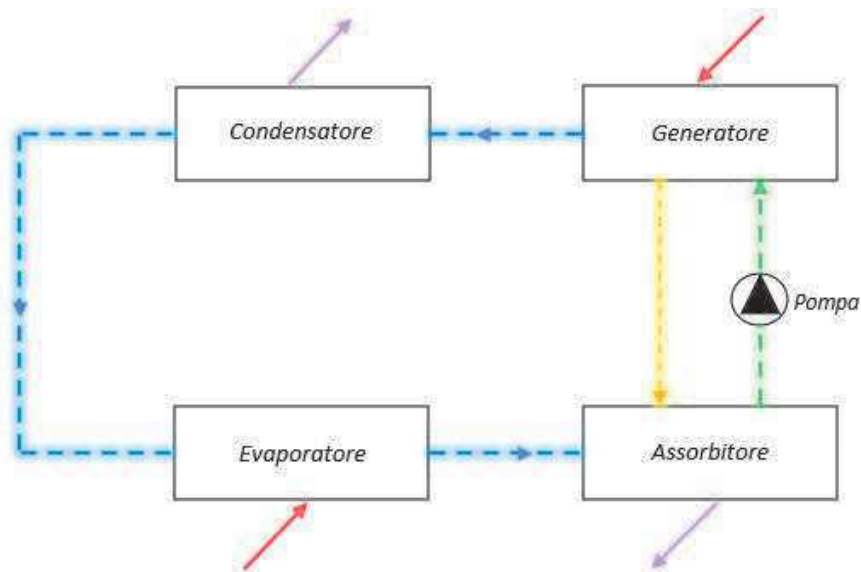 Condensatore
Generatore
Pompa
Evaporatore
Assorbitore